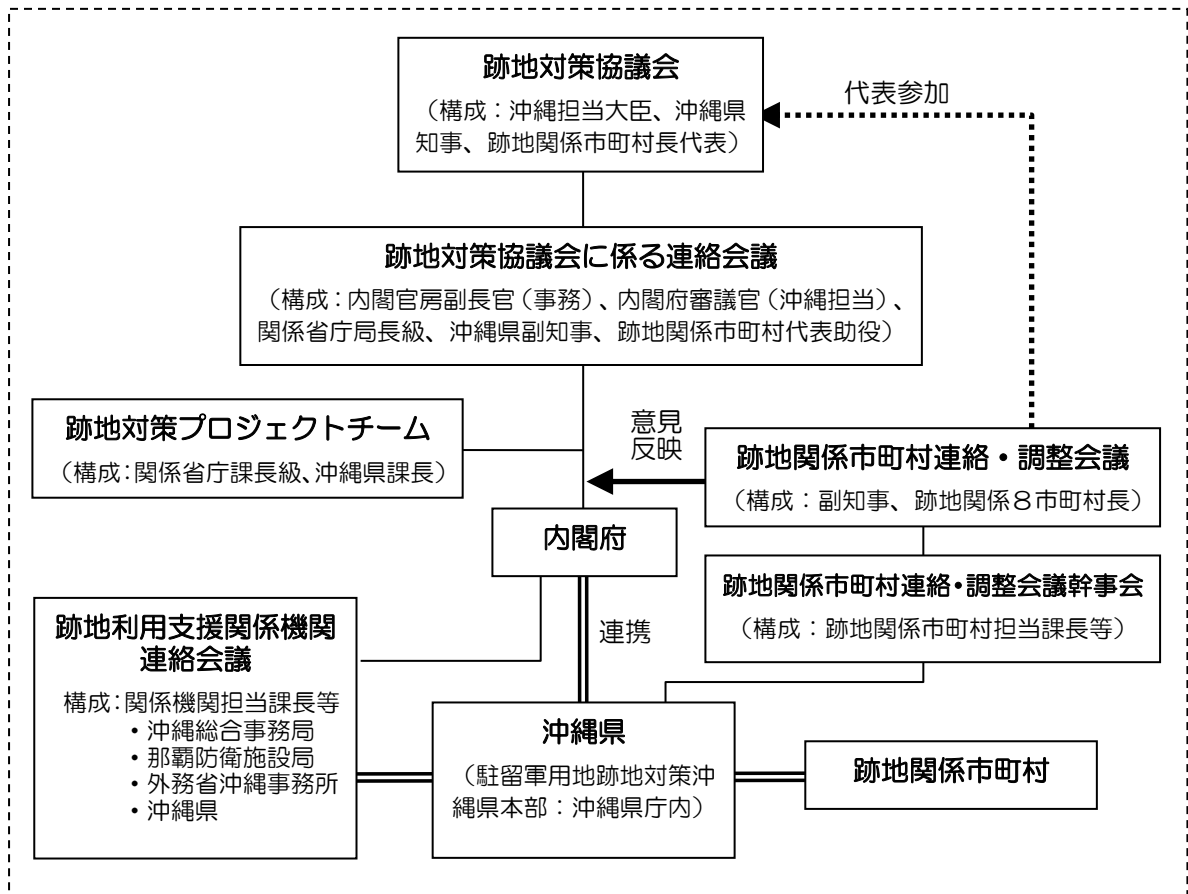 跡地対策協議会
（構成：沖縄担当大臣、沖縄県
知事、跡地関係市町村長代表）
代表参加
跡地対策協議会に係る連絡会議
（構成：内閣官房副長官（事務）、内閣府審議官（沖縄担当）、
関係省庁局長級、沖縄県副知事、跡地関係市町村代表助役）
跡地対策プロジェクトチーム
（構成：関係省庁課長級、沖縄県課長）
意見
反映
跡地関係市町村連絡・調整会議
（構成：副知事、跡地関係８市町村長）
内閣府
跡地関係市町村連絡・調整会議幹事会
（構成：跡地関係市町村担当課長等）
連携
跡地利用支援関係機関
連絡会議
構成：関係機関担当課長等
・沖縄総合事務局
・那覇防衛施設局
・外務省沖縄事務所
・沖縄県
沖縄県
（駐留軍用地跡地対策沖
縄県本部：沖縄県庁内）
跡地関係市町村